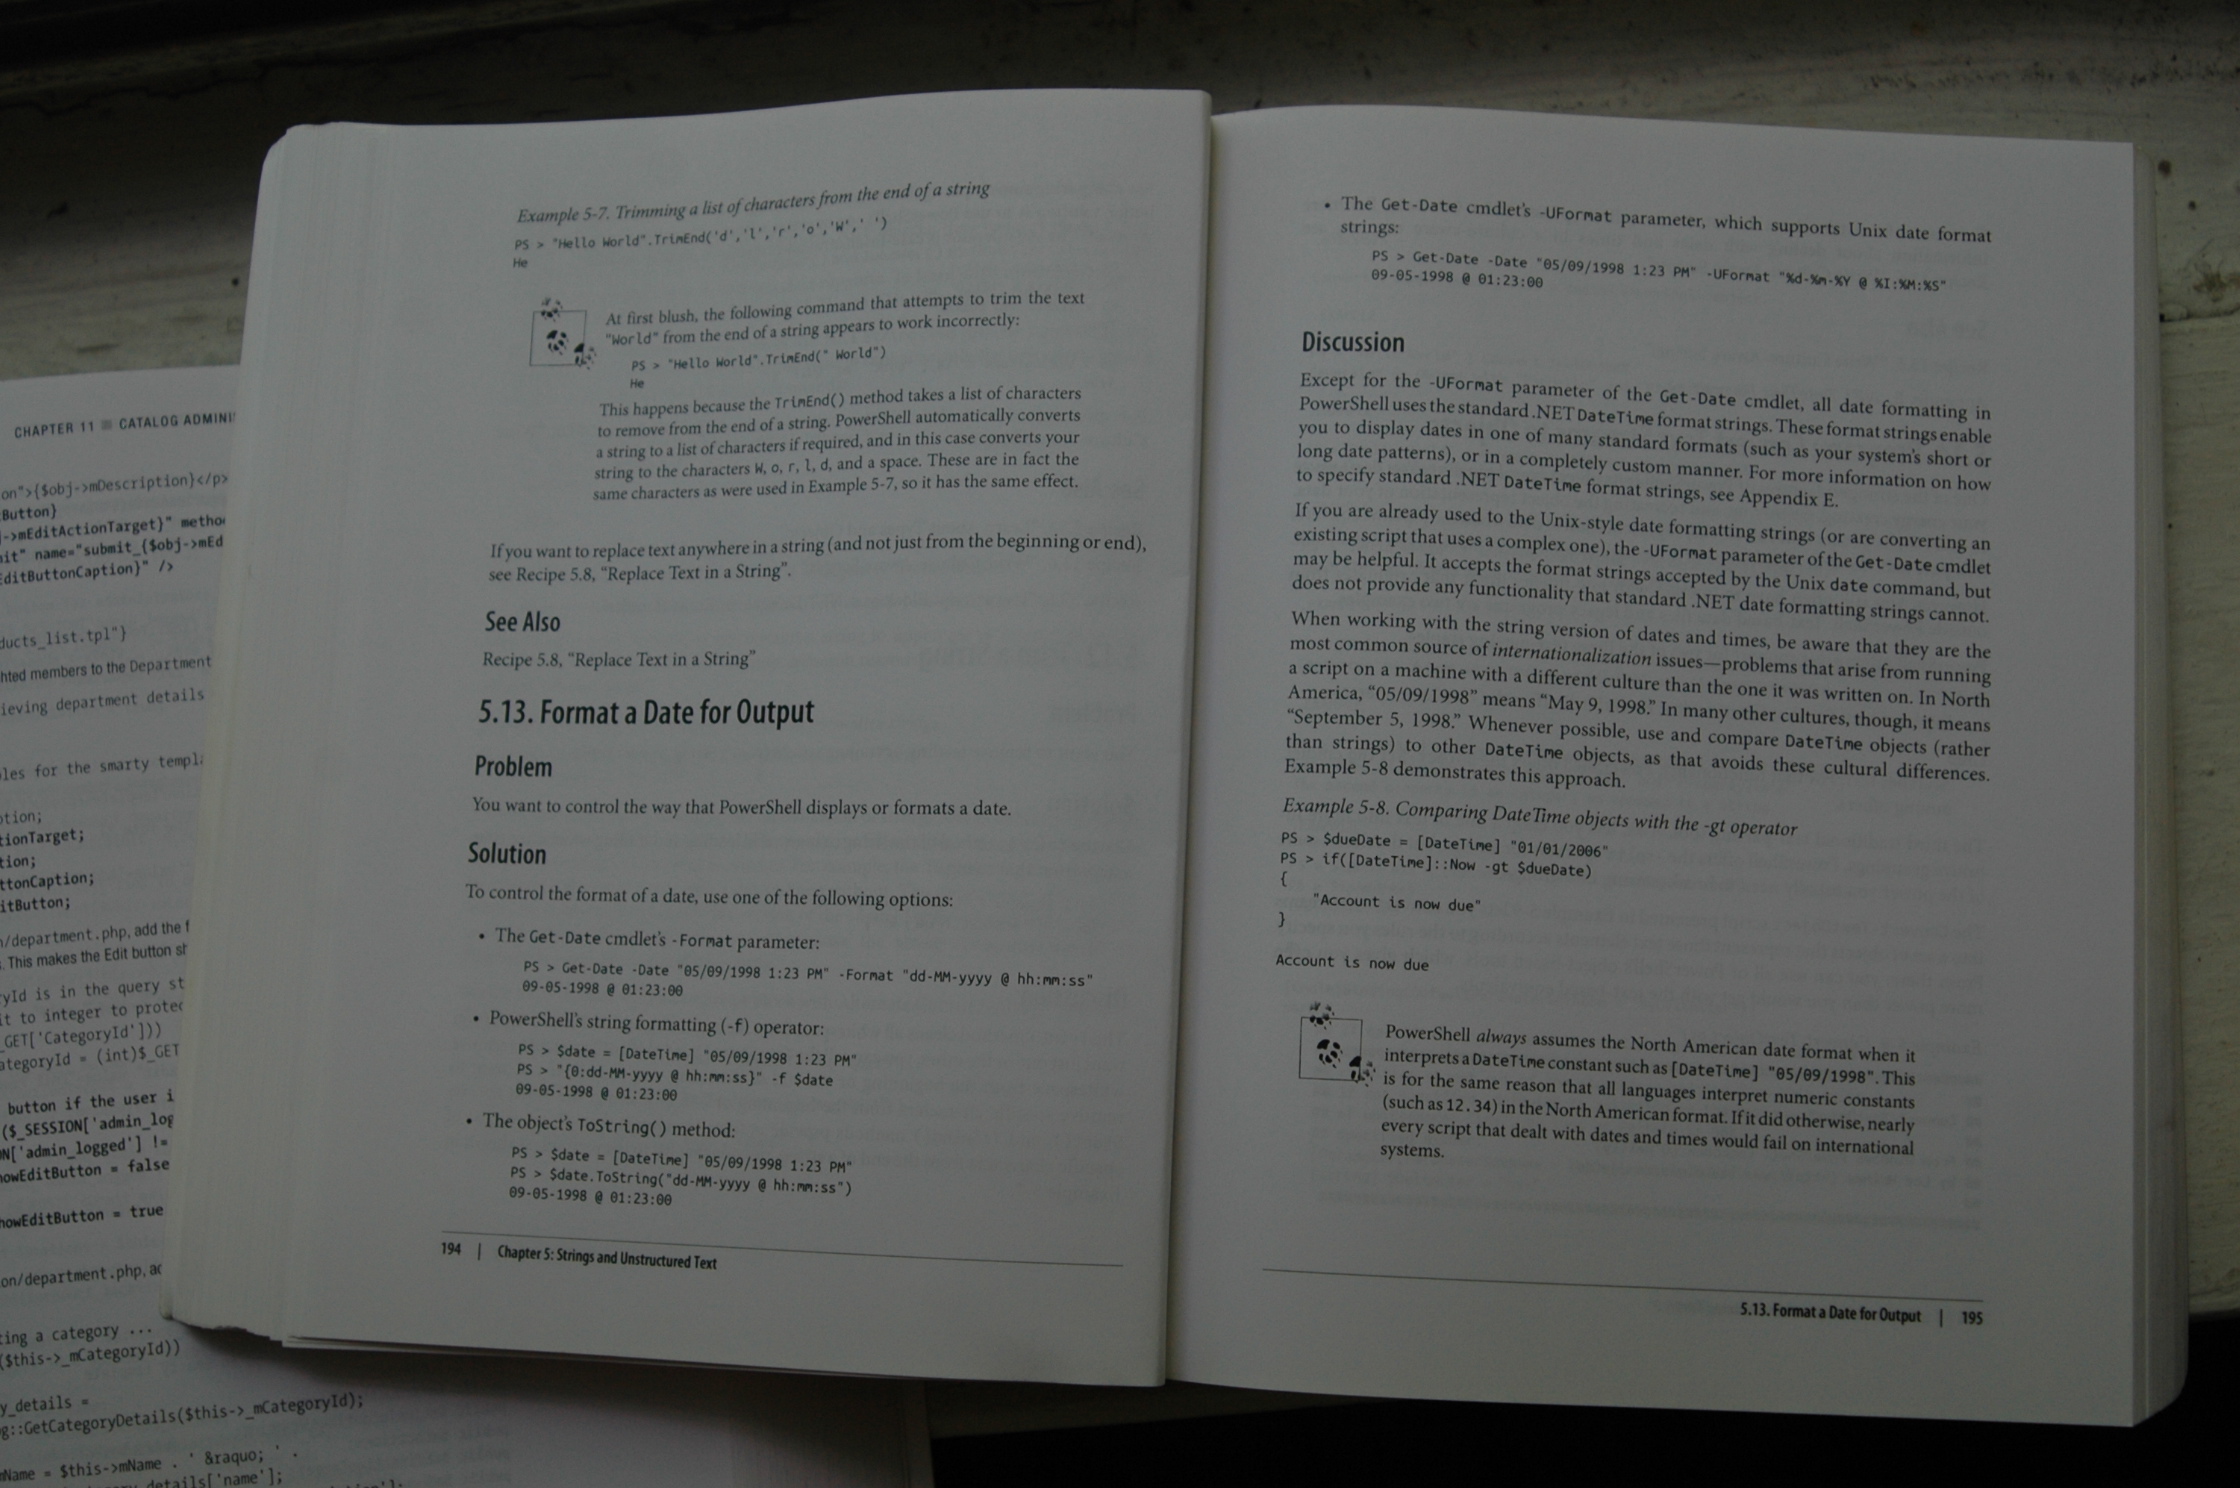 CHAPTER 11 ■ CATALOG ADMINI
on">{$obj->mDescription}</p>
Button}
j->mEditActionTarget}" metho
mit" name="submit_{$obj->mEd
EditButtonCaption}" />
ducts_list.tpl"}
hted members to the Department
ieving department details
les for the smarty templa
ption;
tionTarget;
tion;
ttonCaption;
itButton;
n/department.php, add the f
. This makes the Edit button sh
ryId is in the query st
it to integer to protec
_GET['CategoryId']))
ategoryId = (int)$_GET
button if the user i
($_SESSION['admin_log
ON['admin_logged'] !=
howEditButton = false
howEditButton = true
on/department.php, ad
ting a category ...
($this->_mCategoryId))
y_details =
g::GetCategoryDetails($this->_mCategoryId);
mName = $this->mName . ' &raquo; ' .
details['name'];
Example 5-7. Trimming a list of characters from the end of a string
PS > "Hello World".TrimEnd('d','l','r','o','W',' ')
He
At first blush, the following command that attempts to trim the text
"World" from the end of a string appears to work incorrectly:
PS > "Hello World".TrimEnd(" World")
He
This happens because the TrimEnd() method takes a list of characters
to remove from the end of a string. PowerShell automatically converts
a string to a list of characters if required, and in this case converts your
string to the characters W, o, r, l, d, and a space. These are in fact the
same characters as were used in Example 5-7, so it has the same effect.
If you want to replace text anywhere in a string (and not just from the beginning or end),
see Recipe 5.8, “Replace Text in a String”.
See Also
Recipe 5.8, “Replace Text in a String”
5.13. Format a Date for Output
Problem
You want to control the way that PowerShell displays or formats a date.
Solution
To control the format of a date, use one of the following options:
• The Get-Date cmdlet’s -Format parameter:
PS > Get-Date -Date "05/09/1998 1:23 PM" -Format "dd-MM-yyyy @ hh:mm:ss"
09-05-1998 @ 01:23:00
• PowerShell’s string formatting (-f) operator:
PS > $date = [DateTime] "05/09/1998 1:23 PM"
PS > "{0:dd-MM-yyyy @ hh:mm:ss}" -f $date
09-05-1998 @ 01:23:00
• The object’s ToString() method:
PS > $date = [DateTime] "05/09/1998 1:23 PM"
PS > $date.ToString("dd-MM-yyyy @ hh:mm:ss")
09-05-1998 @ 01:23:00
194 | Chapter 5: Strings and Unstructured Text
• The Get-Date cmdlet’s -UFormat parameter, which supports Unix date format
strings:
PS > Get-Date -Date "05/09/1998 1:23 PM" -UFormat "%d-%m-%Y @ %I:%M:%S"
09-05-1998 @ 01:23:00
Discussion
Except for the -UFormat parameter of the Get-Date cmdlet, all date formatting in
PowerShell uses the standard .NET DateTime format strings. These format strings enable
you to display dates in one of many standard formats (such as your system’s short or
long date patterns), or in a completely custom manner. For more information on how
to specify standard .NET DateTime format strings, see Appendix E.
If you are already used to the Unix-style date formatting strings (or are converting an
existing script that uses a complex one), the -UFormat parameter of the Get-Date cmdlet
may be helpful. It accepts the format strings accepted by the Unix date command, but
does not provide any functionality that standard .NET date formatting strings cannot.
When working with the string version of dates and times, be aware that they are the
most common source of internationalization issues—problems that arise from running
a script on a machine with a different culture than the one it was written on. In North
America, “05/09/1998” means “May 9, 1998.” In many other cultures, though, it means
“September 5, 1998.” Whenever possible, use and compare DateTime objects (rather
than strings) to other DateTime objects, as that avoids these cultural differences.
Example 5-8 demonstrates this approach.
Example 5-8. Comparing DateTime objects with the -gt operator
PS > $dueDate = [DateTime] "01/01/2006"
PS > if([DateTime]::Now -gt $dueDate)
{
"Account is now due"
}
Account is now due
PowerShell always assumes the North American date format when it
interprets a DateTime constant such as [DateTime] "05/09/1998". This
is for the same reason that all languages interpret numeric constants
(such as 12.34) in the North American format. If it did otherwise, nearly
every script that dealt with dates and times would fail on international
systems.
5.13. Format a Date for Output | 195